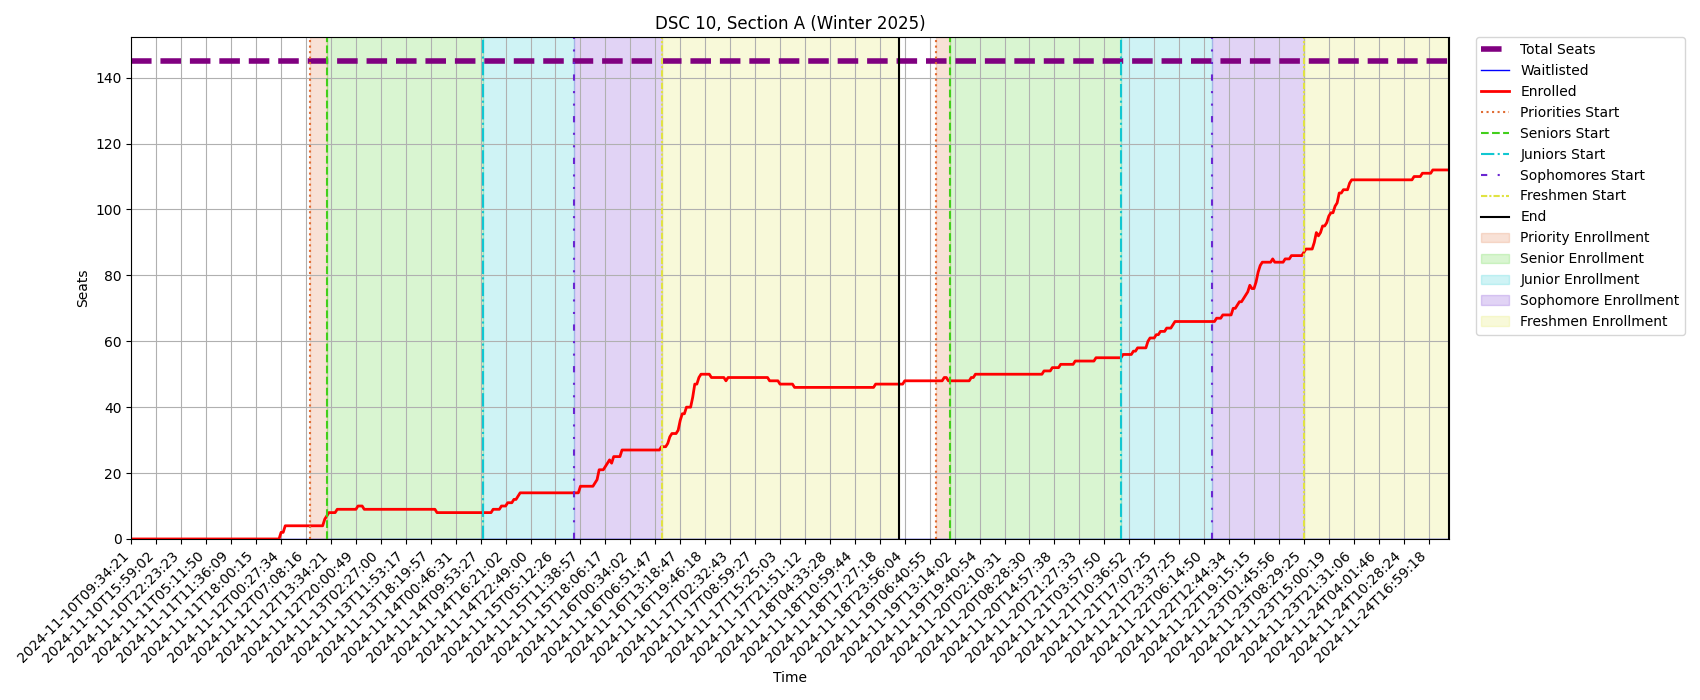 DSC 10, Section A (Winter 2025)
Seats
140
120
100
80
60
40
20
0
Total Seats
Waitlisted
Enrolled
Priorities Start
Seniors Start
Juniors Start
Sophomores Start
Freshmen Start
End
Priority Enrollment
Senior Enrollment
Junior Enrollment
Sophomore Enrollment
Freshmen Enrollment
2024-11-10T09:34:21
2024-11-10T15:59:02
2024-11-10T22:23:23
2024-11-11T05:11:50
2024-11-11T11:36:09
2024-11-11T18:00:15
2024-11-12T00:27:34
2024-11-12T07:08:16
2024-11-12T13:34:21
2024-11-12T20:00:49
2024-11-13T03:27:00
2024-11-13T11:53:17
2024-11-13T18:19:57
2024-11-14T00:46:31
2024-11-14T09:53:27
2024-11-14T16:21:02
2024-11-14T22:49:00
2024-11-15T05:12:26
2024-11-15T11:38:57
2024-11-15T18:06:17
2024-11-16T00:34:02
2024-11-16T06:51:47
2024-11-16T13:18:47
2024-11-16T19:46:18
2024-11-17T02:32:43
2024-11-17T08:59:27
2024-11-17T15:25:03
2024-11-17T21:51:12
2024-11-18T04:33:28
2024-11-18T10:59:44
2024-11-18T17:27:18
2024-11-18T23:56:04
2024-11-19T06:40:55
2024-11-19T13:14:02
2024-11-19T19:40:54
2024-11-20T02:10:31
2024-11-20T08:28:30
2024-11-20T14:57:38
2024-11-20T21:27:33
2024-11-21T03:57:50
2024-11-21T10:36:52
2024-11-21T17:07:25
2024-11-21T23:37:25
2024-11-22T06:14:50
2024-11-22T12:44:34
2024-11-22T19:15:15
2024-11-23T01:45:56
2024-11-23T08:29:25
2024-11-23T15:00:19
2024-11-23T21:31:06
2024-11-24T04:01:46
2024-11-24T10:28:24
2024-11-24T16:59:18
Time